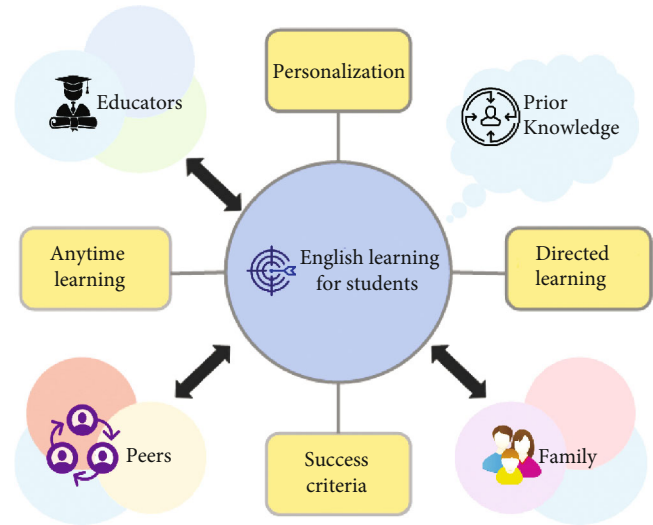 Personalization
Educators
Prior
Knowledge
Anytime
learning
English learning
for students
Directed
learning
Peers
Success
criteria
Family